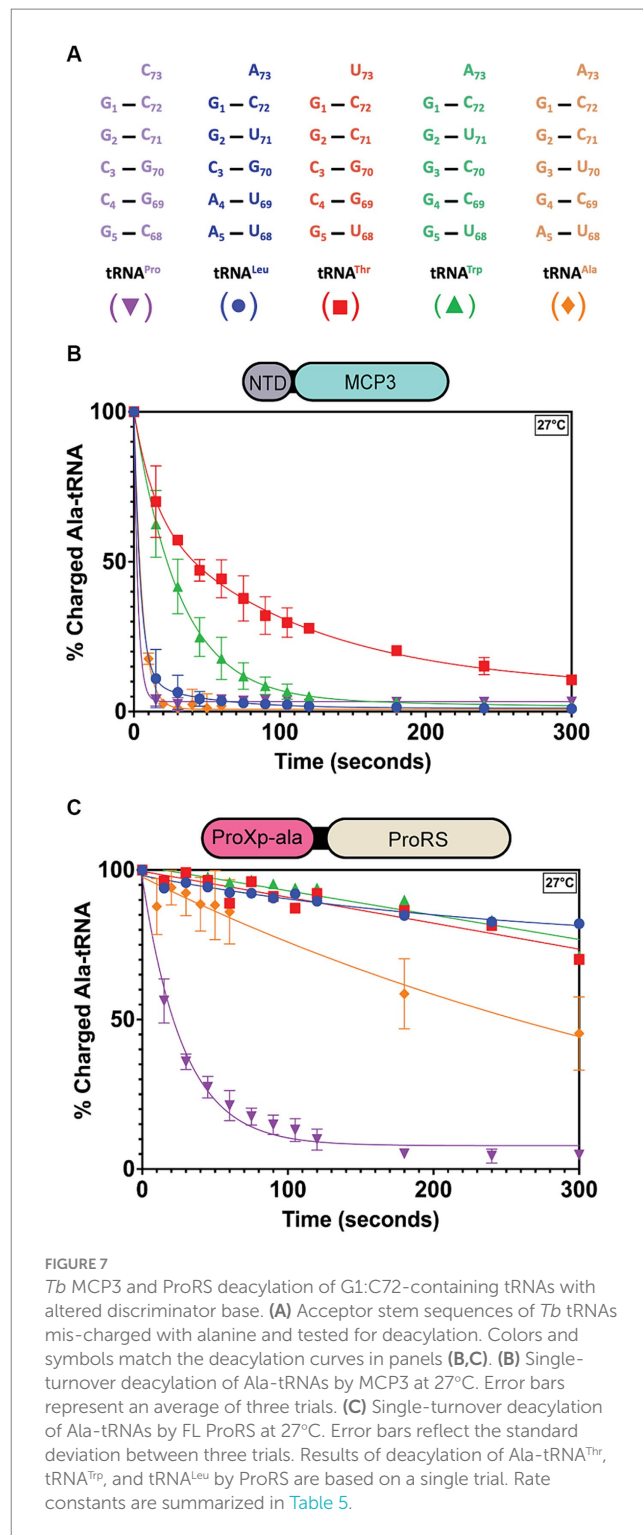 A
C73 A73 U73 A73 A73
G1 — C72 G1 — C72 G1 — C72 G1 — C72 G1 — C72
G2 — C71 G2 — U71 G2 — C71 G2 — U71 G2 — C71
C3 — G70 C3 — G70 C3 — G70 G3 — C70 G3 — U70
C4 — G69 A4 — U69 C4 — G69 G4 — C69 G4 — C69
G5 — C68 A5 — U68 G5 — U68 G5 — U68 A5 — U68
tRNAPro tRNALeu tRNAThr tRNATrp tRNAAla
(▼) (●) (■) (▲) (◆)
B
NTD MCP3
27°C
% Charged Ala-tRNA
100
50
0
0 100 200 300
Time (seconds)
C
ProXp-ala ProRS
27°C
% Charged Ala-tRNA
100
50
0
0 100 200 300
Time (seconds)
FIGURE 7
Tb MCP3 and ProRS deacylation of G1:C72-containing tRNAs with
altered discriminator base. (A) Acceptor stem sequences of Tb tRNAs
mis-charged with alanine and tested for deacylation. Colors and
symbols match the deacylation curves in panels (B,C). (B) Single-
turnover deacylation of Ala-tRNAs by MCP3 at 27°C. Error bars
represent an average of three trials. (C) Single-turnover deacylation
of Ala-tRNAs by FL ProRS at 27°C. Error bars reflect the standard
deviation between three trials. Results of deacylation of Ala-tRNAThr,
tRNATrp, and tRNALeu by ProRS are based on a single trial. Rate
constants are summarized in Table 5.